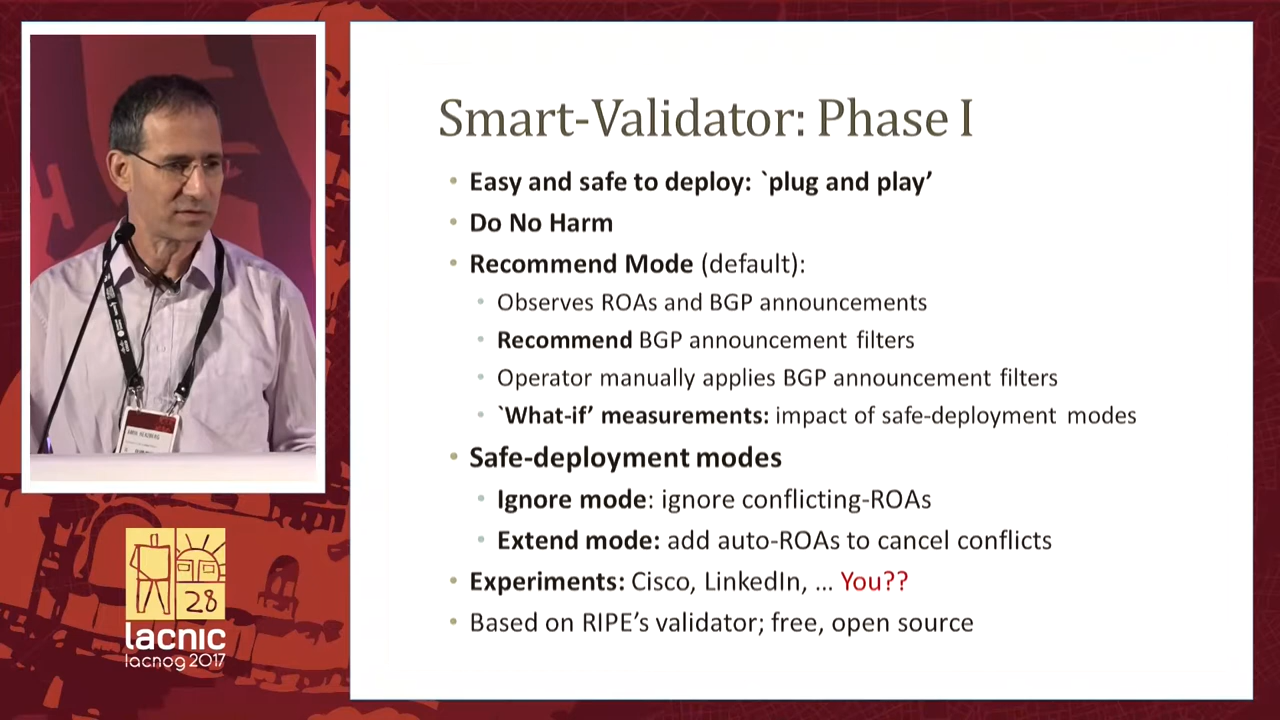 Smart-Validator: Phase I
• Easy and safe to deploy: `plug and play’
• Do No Harm
• Recommend Mode (default):
• Observes ROAs and BGP announcements
• Recommend BGP announcement filters
• Operator manually applies BGP announcement filters
• `What-if’ measurements: impact of safe-deployment modes
• Safe-deployment modes
• Ignore mode: ignore conflicting-ROAs
• Extend mode: add auto-ROAs to cancel conflicts
• Experiments: Cisco, LinkedIn, ... You??
• Based on RIPE’s validator; free, open source
28
lacnic
lacnog 2017